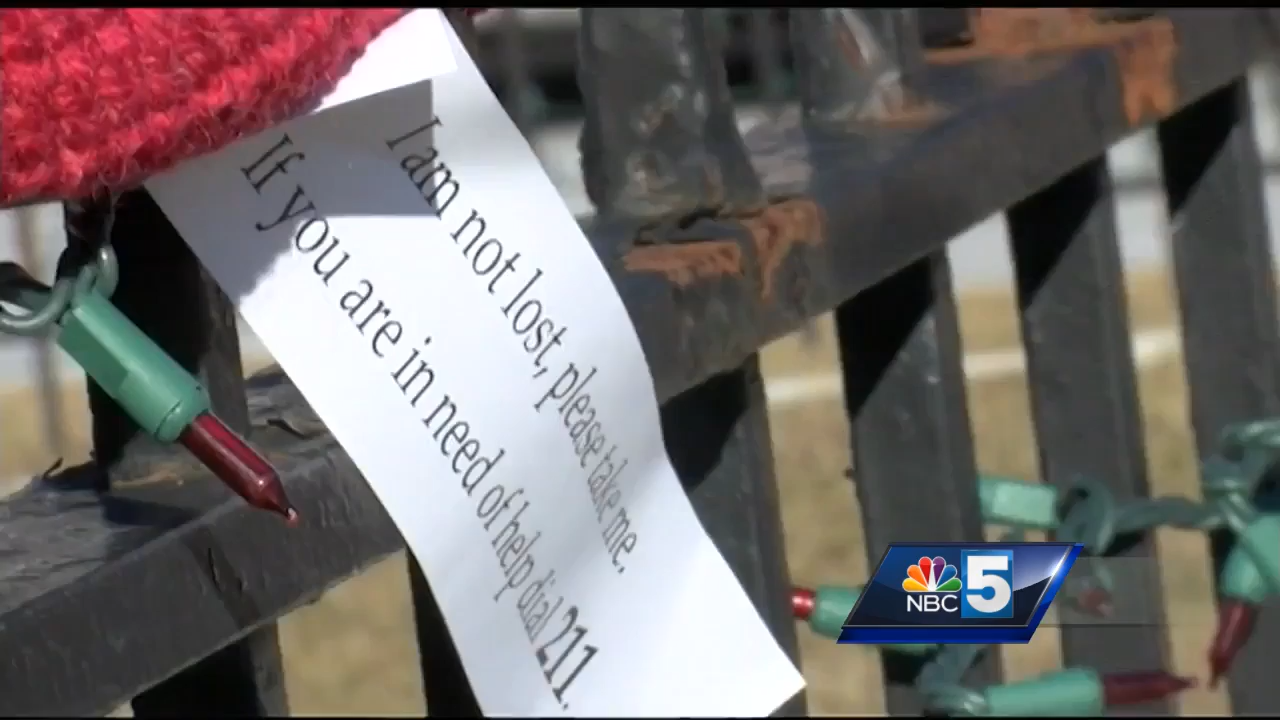 I am not lost, please take me.
If you are in need of help dial 211.
NBC 5